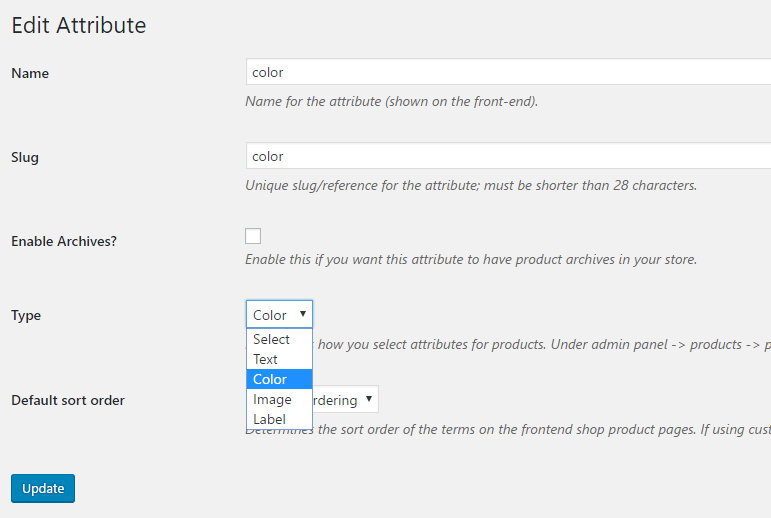 Edit Attribute
Name
color
Name for the attribute (shown on the front-end).
Slug
color
Unique slug/reference for the attribute; must be shorter than 28 characters.
Enable Archives?
Enable this if you want this attribute to have product archives in your store.
Type
Color
Select
how you select attributes for products. Under admin panel -> products -> p
Text
Color
Image
Default sort order
rdering
Label
Determines the sort order of the terms on the frontend shop product pages. If using cust
Update